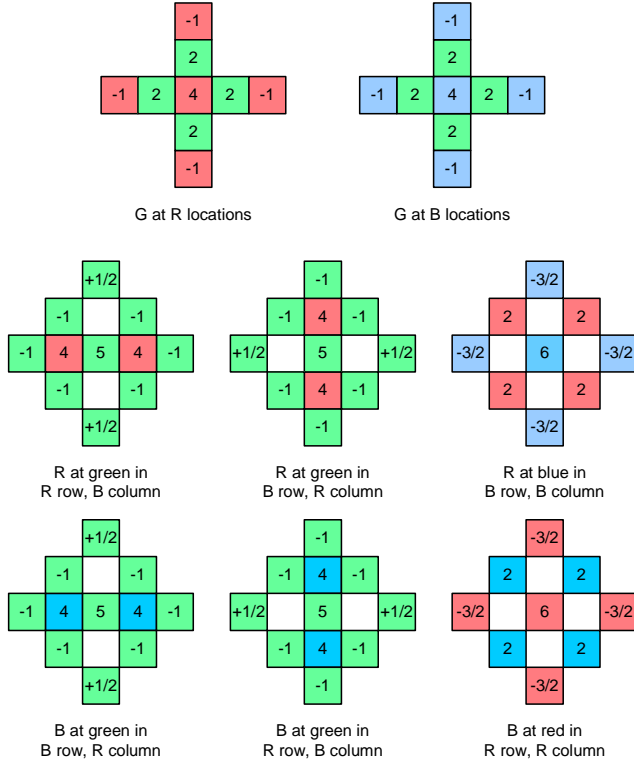 -1 -1
2 2
-1 2 4 2 -1 -1 2 4 2 -1
2 2
-1 -1
G at R locations G at B locations
+1/2 -1 -3/2
-1 -1 -1 4 -1 2 2
-1 4 5 4 -1 +1/2 5 +1/2 -3/2 6 -3/2
-1 -1 -1 4 -1 2 2
+1/2 -1 -3/2
R at green in R at green in R at blue in
R row, B column B row, R column B row, B column
+1/2 -1 -3/2
-1 -1 -1 4 -1 2 2
-1 4 5 4 -1 +1/2 5 +1/2 -3/2 6 -3/2
-1 -1 -1 4 -1 2 2
+1/2 -1 -3/2
B at green in B at green in B at red in
B row, R column R row, B column R row, R column